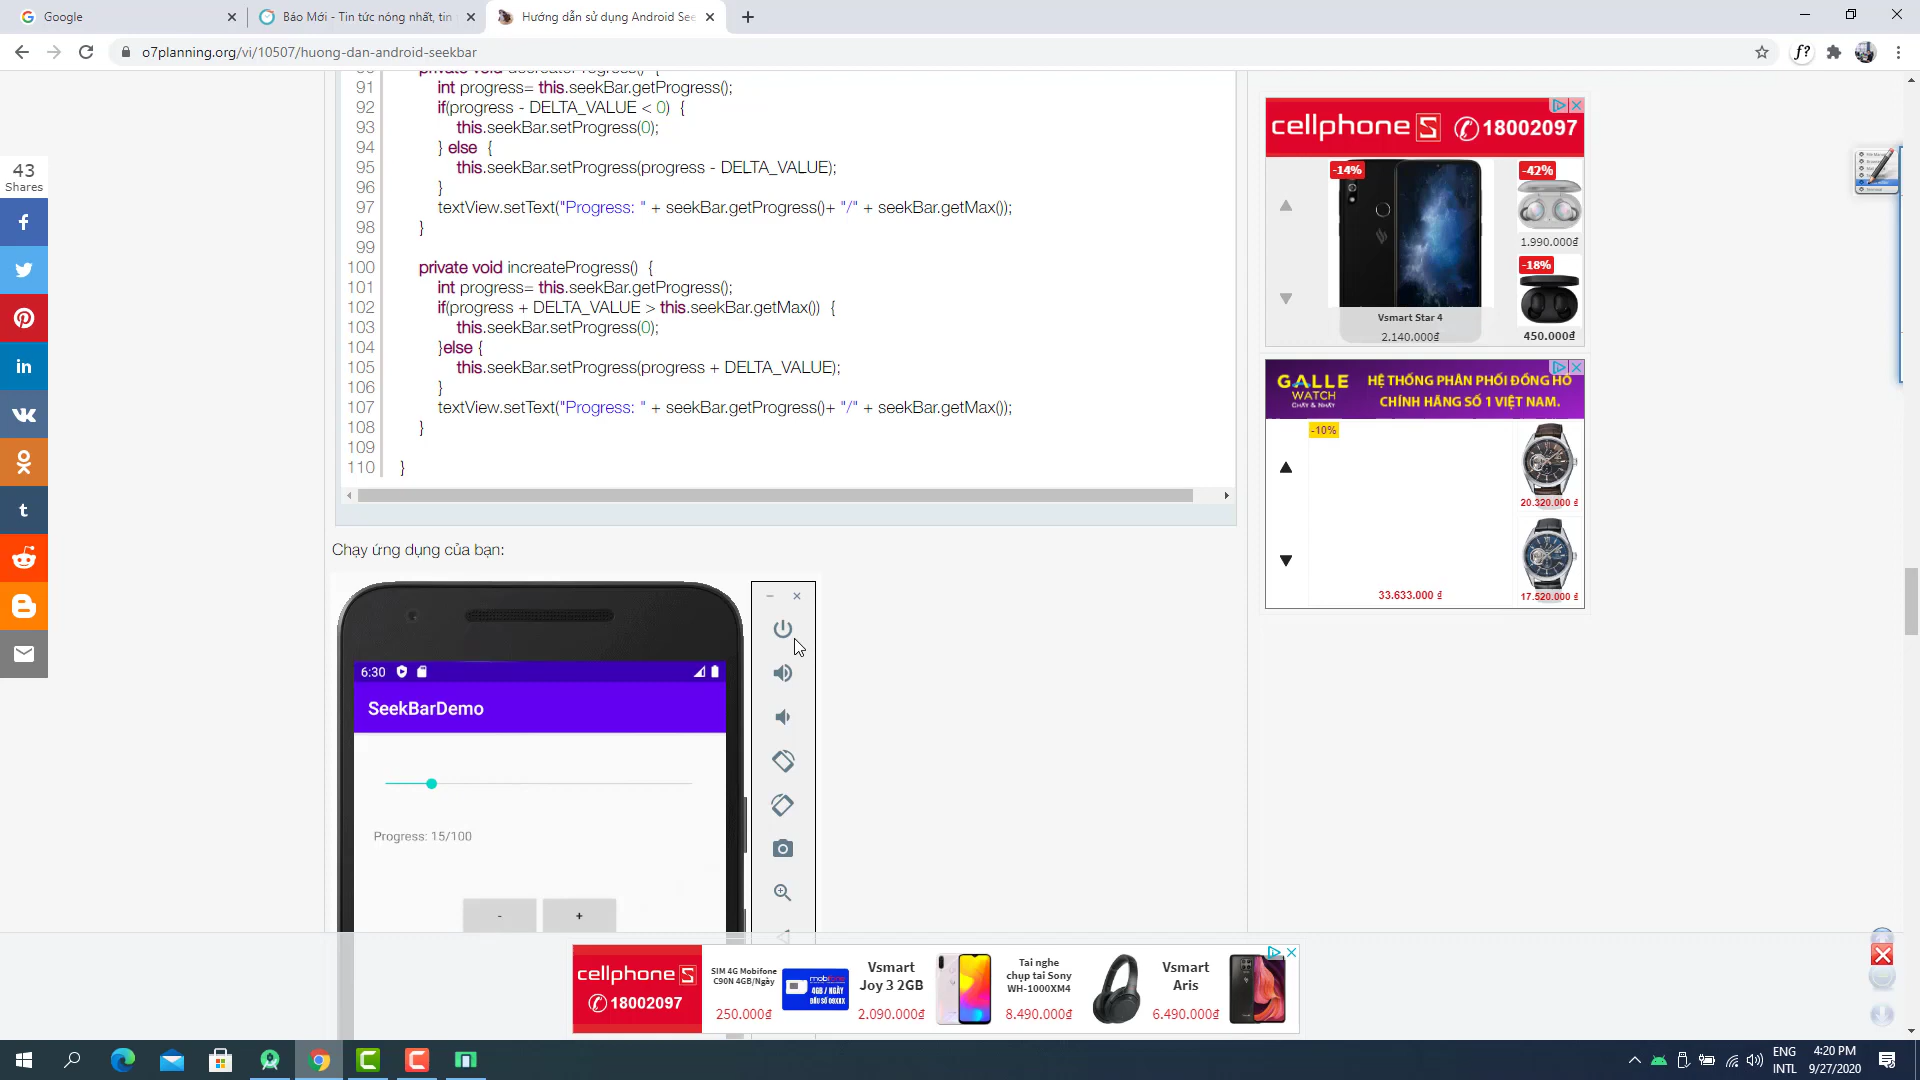 Google
Báo Mới - Tin tức nóng nhất, tin
Hướng dẫn sử dụng Android See
o7planning.org/vi/10507/huong-dan-android-seekbar
f?
43
Shares
91 int progress= this.seekBar.getProgress();
92 if(progress - DELTA_VALUE < 0) {
93 this.seekBar.setProgress(0);
94 } else {
95 this.seekBar.setProgress(progress - DELTA_VALUE);
96 }
97 textView.setText("Progress: " + seekBar.getProgress()+ "/" + seekBar.getMax());
98 }
99
100 private void increateProgress() {
101 int progress= this.seekBar.getProgress();
102 if(progress + DELTA_VALUE > this.seekBar.getMax()) {
103 this.seekBar.setProgress(0);
104 }else {
105 this.seekBar.setProgress(progress + DELTA_VALUE);
106 }
107 textView.setText("Progress: " + seekBar.getProgress()+ "/" + seekBar.getMax());
108 }
109
110 }
Chạy ứng dụng của bạn:
6:30
SeekBarDemo
Progress: 15/100
- +
cellphoneS 18002097
-14%
-42%
1.990.000₫
-18%
Vsmart Star 4
2.140.000₫
450.000₫
GALLE
WATCH
CHẠY & NHẠY
HỆ THỐNG PHÂN PHỐI ĐỒNG HỒ
CHÍNH HÃNG SỐ 1 VIỆT NAM.
-10%
20.320.000 ₫
33.633.000 ₫
17.520.000 ₫
cellphoneS
18002097
SIM 4G Mobifone
C90N 4GB/Ngày
250.000₫
mobifone
4GB / NGÀY
Vsmart
Joy 3 2GB
2.090.000₫
Tai nghe
chụp tai Sony
WH-1000XM4
8.490.000₫
Vsmart
Aris
6.490.000₫
ENG
INTL
4:20 PM
9/27/2020